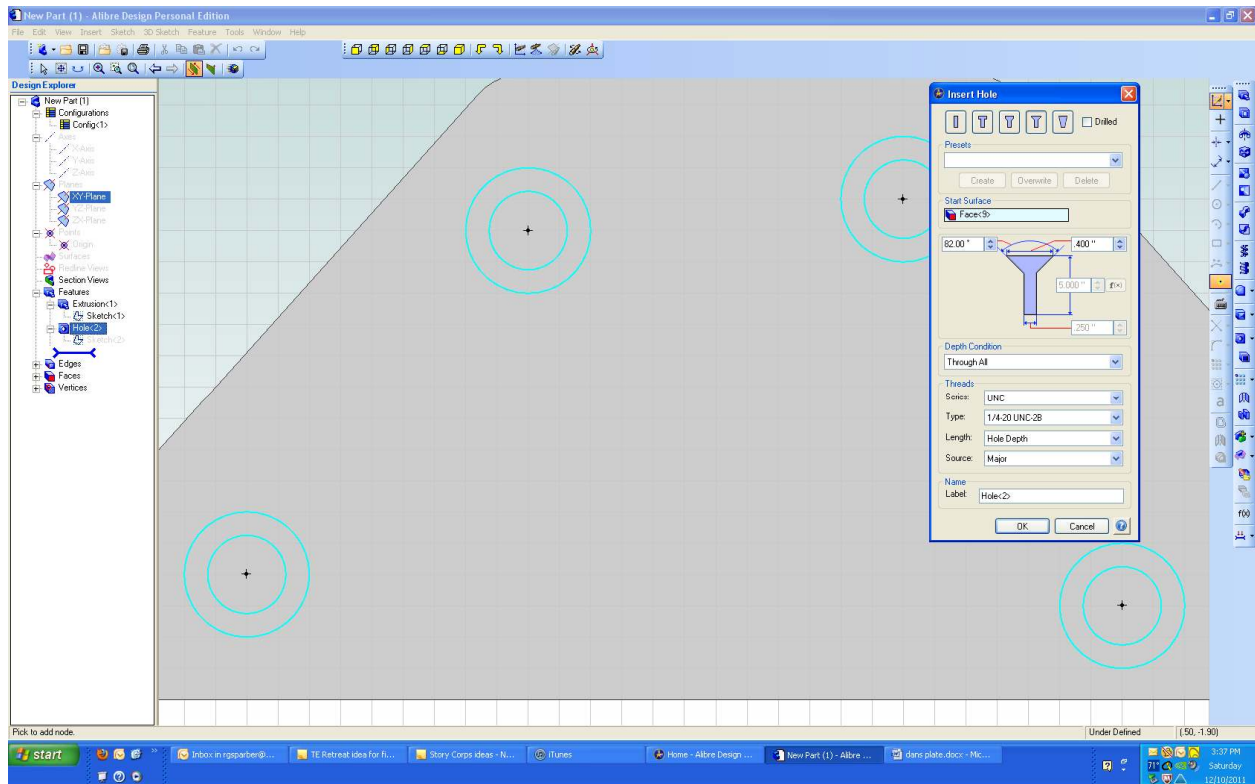 New Part (1) - Alibre Design Personal Edition
File Edit View Insert Sketch 3D Sketch Feature Tools Window Help
Design Explorer
New Part (1)
Configurations
Config<1>
Axes
X-Axis
Y-Axis
Z-Axis
Planes
XY-Plane
YZ-Plane
ZX-Plane
Points
Origin
Surfaces
Redline Views
Section Views
Features
Extrusion<1>
Sketch<1>
Hole<2>
Sketch<2>
Edges
Faces
Vertices
Insert Hole
Drilled
Presets
Create Overwrite Delete
Start Surface
Face<9>
82.00 ° .400 "
5.000 " f(x)
.250 "
Depth Condition
Through All
Threads
Series: UNC
Type: 1/4-20 UNC-2B
Length: Hole Depth
Source: Major
Name
Label: Hole<2>
OK Cancel ?
a
f(x)
Pick to add node. Under Defined (.50, -1.90)
start Inbox in rgsparber@... TE Retreat idea for fi... Story Corps ideas - N... iTunes Home - Alibre Design ... New Part (1) - Alibre ... dans plate.docx - Mic... 3:37 PM
71° Saturday
12/10/2011